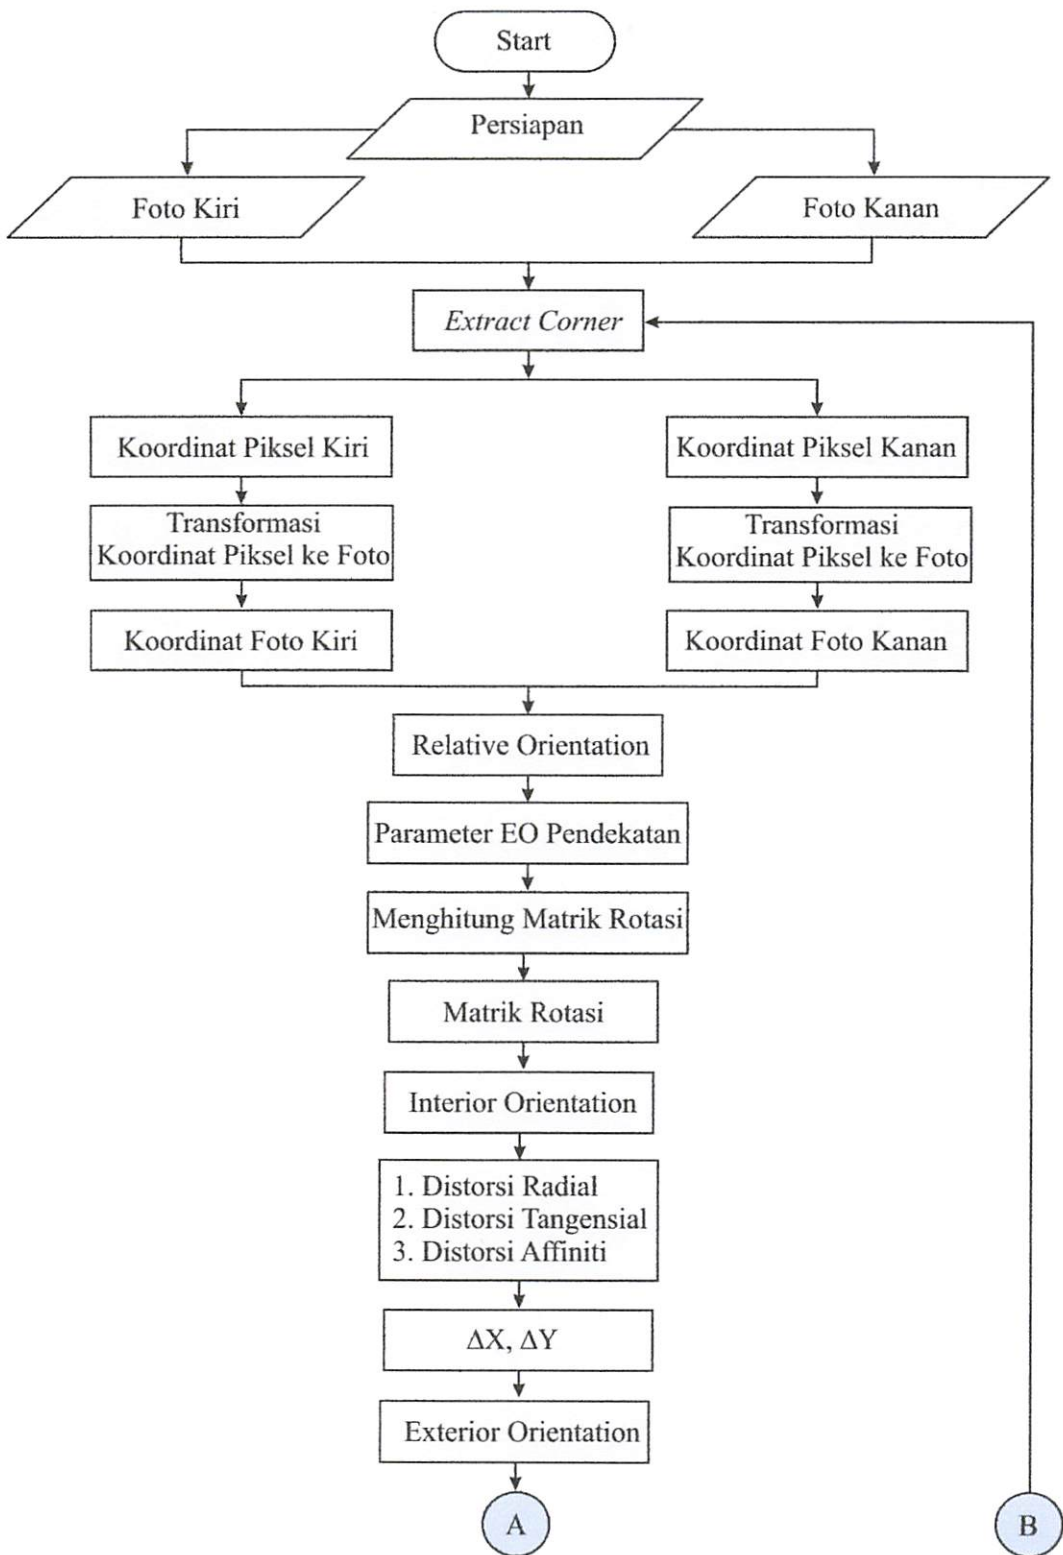 Start
Persiapan
Foto Kiri
Foto Kanan
Extract Corner
Koordinat Piksel Kiri
Koordinat Piksel Kanan
Transformasi
Koordinat Piksel ke Foto
Transformasi
Koordinat Piksel ke Foto
Koordinat Foto Kiri
Koordinat Foto Kanan
Relative Orientation
Parameter EO Pendekatan
Menghitung Matrik Rotasi
Matrik Rotasi
Interior Orientation
1. Distorsi Radial
2. Distorsi Tangensial
3. Distorsi Affiniti
ΔX, ΔY
Exterior Orientation
A
B